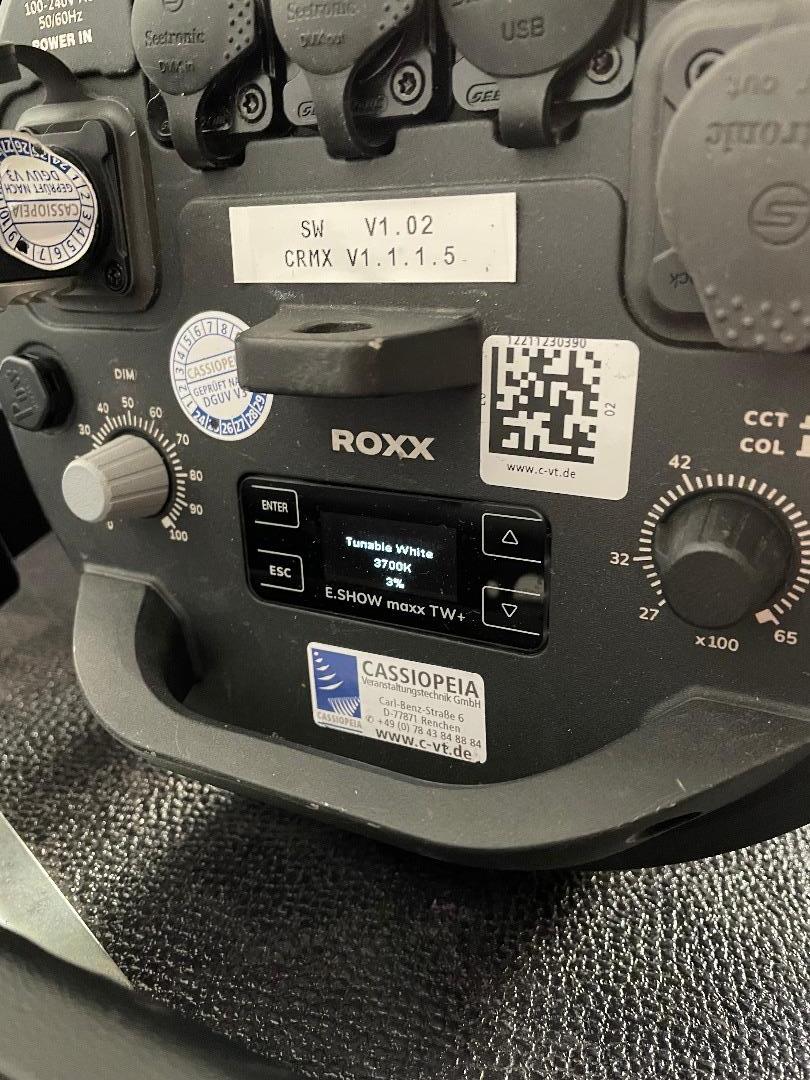 100-240V AC
50/60Hz
POWER IN
Seetronic
DMX in
Seetronic
DMX out
USB
SEE
Seetronic
SW V1.02
CRMX V1.1.1.5
CASSIOPEIA
GEPRÜFT NACH
DGUV V3
CASSIOPEIA
GEPRÜFT NA
DGUV V3
12211230390
02
www.c-vt.de
ROXX
DIM
0
30
40
50
60
70
80
90
100
ENTER
ESC
Tunable White
3700K
3%
E.SHOW maxx TW+
CCT
COL
27
32
42
65
x100
CASSIOPEIA
Veranstaltungstechnik GmbH
Carl-Benz-Straße 6
D-77871 Renchen
✆ +49 (0) 78 43 84 88 84
www.c-vt.de
CASSIOPEIA